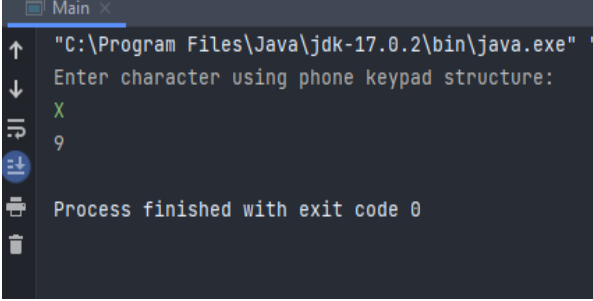 Main
"C:\Program Files\Java\jdk-17.0.2\bin\java.exe" "
Enter character using phone keypad structure:
X
9
Process finished with exit code 0